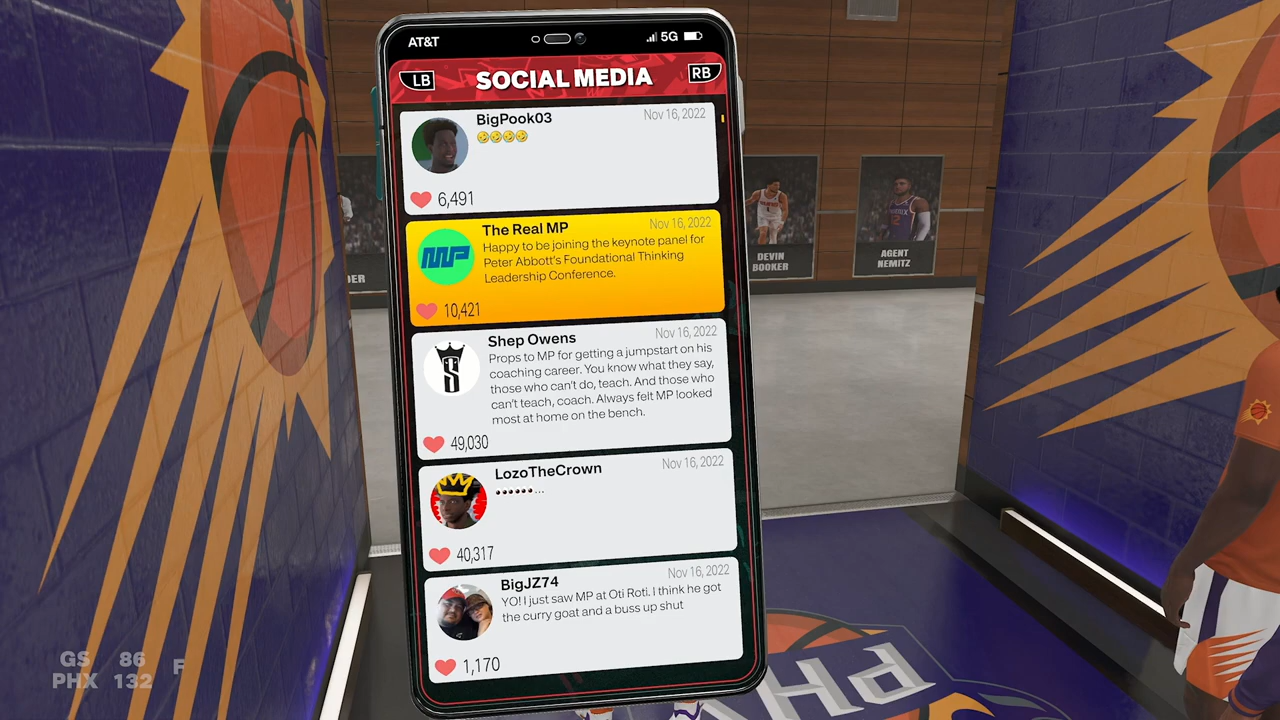 AT&T
5G
LB
SOCIAL MEDIA
RB
BigPook03
Nov 16, 2022
6,491
The Real MP
Nov 16, 2022
MP
Happy to be joining the keynote panel for
Peter Abbott's Foundational Thinking
Leadership Conference.
10,421
Shep Owens
Nov 16, 2022
S
Props to MP for getting a jumpstart on his
coaching career. You know what they say,
those who can't do, teach. And those who
can't teach, coach. Always felt MP looked
most at home on the bench.
49,030
LozoTheCrown
Nov 16, 2022
40,317
BigJZ74
Nov 16, 2022
YO! I just saw MP at Oti Roti. I think he got
the curry goat and a buss up shut
1,170
DEVIN
BOOKER
AGENT
NEMITZ
GS 86 F
PHX 132